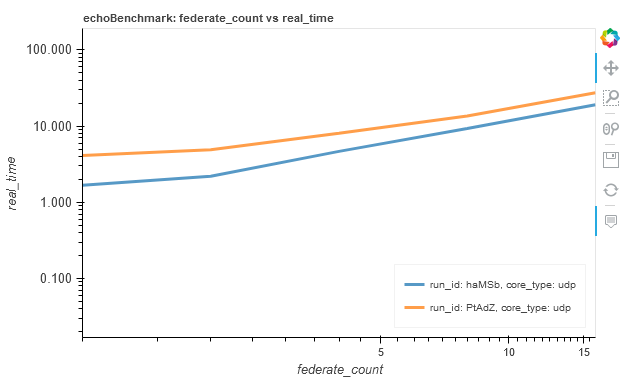 echoBenchmark: federate_count vs real_time
100.000
10.000
1.000
0.100
real_time
run_id: haMSb, core_type: udp
run_id: PtAdZ, core_type: udp
5
10
15
federate_count